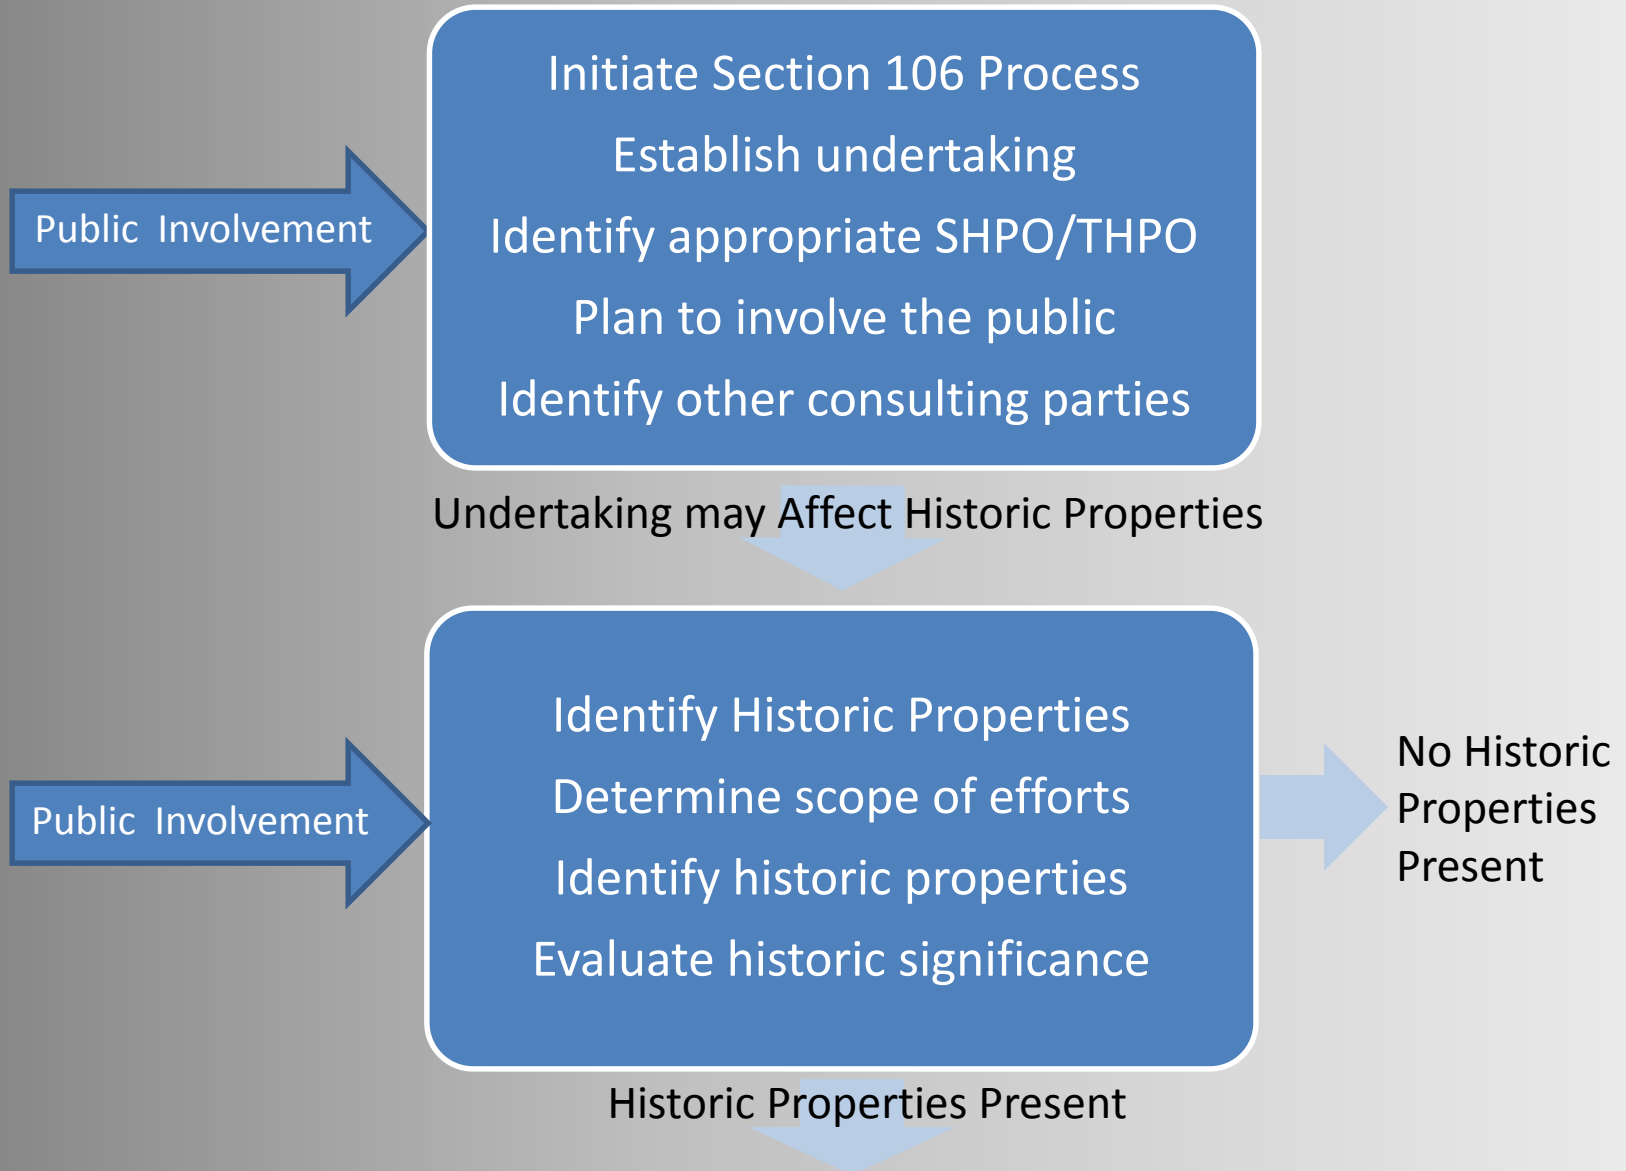 Initiate Section 106 Process
Establish undertaking
Public Involvement
Identify appropriate SHPO/THPO
Plan to involve the public
Identify other consulting parties
Undertaking may Affect Historic Properties
Identify Historic Properties
Determine scope of efforts
Public Involvement
Identify historic properties
Evaluate historic significance
No Historic
Properties
Present
Historic Properties Present